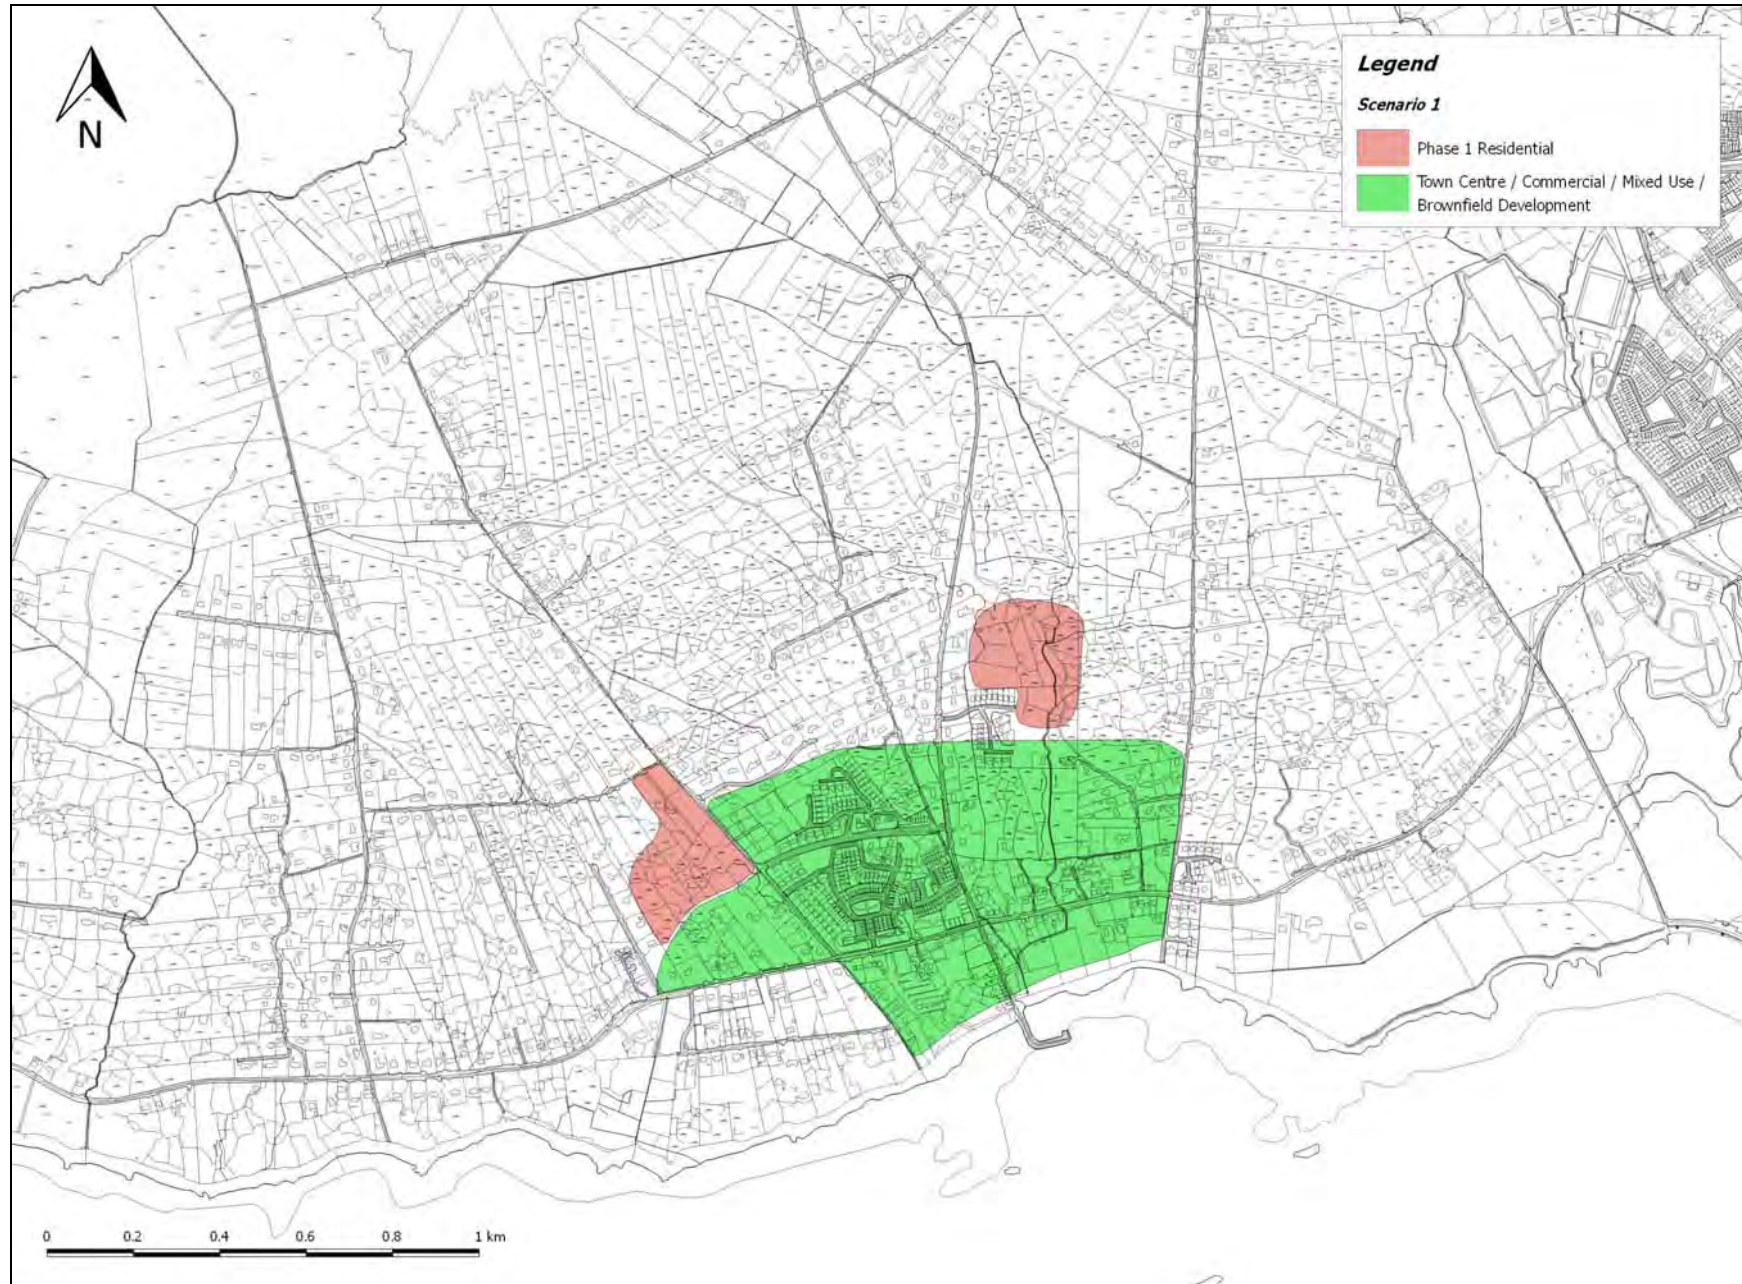 N
Legend
Scenario 1
Phase 1 Residential
Town Centre / Commercial / Mixed Use /
Brownfield Development
0 0.2 0.4 0.6 0.8 1 km